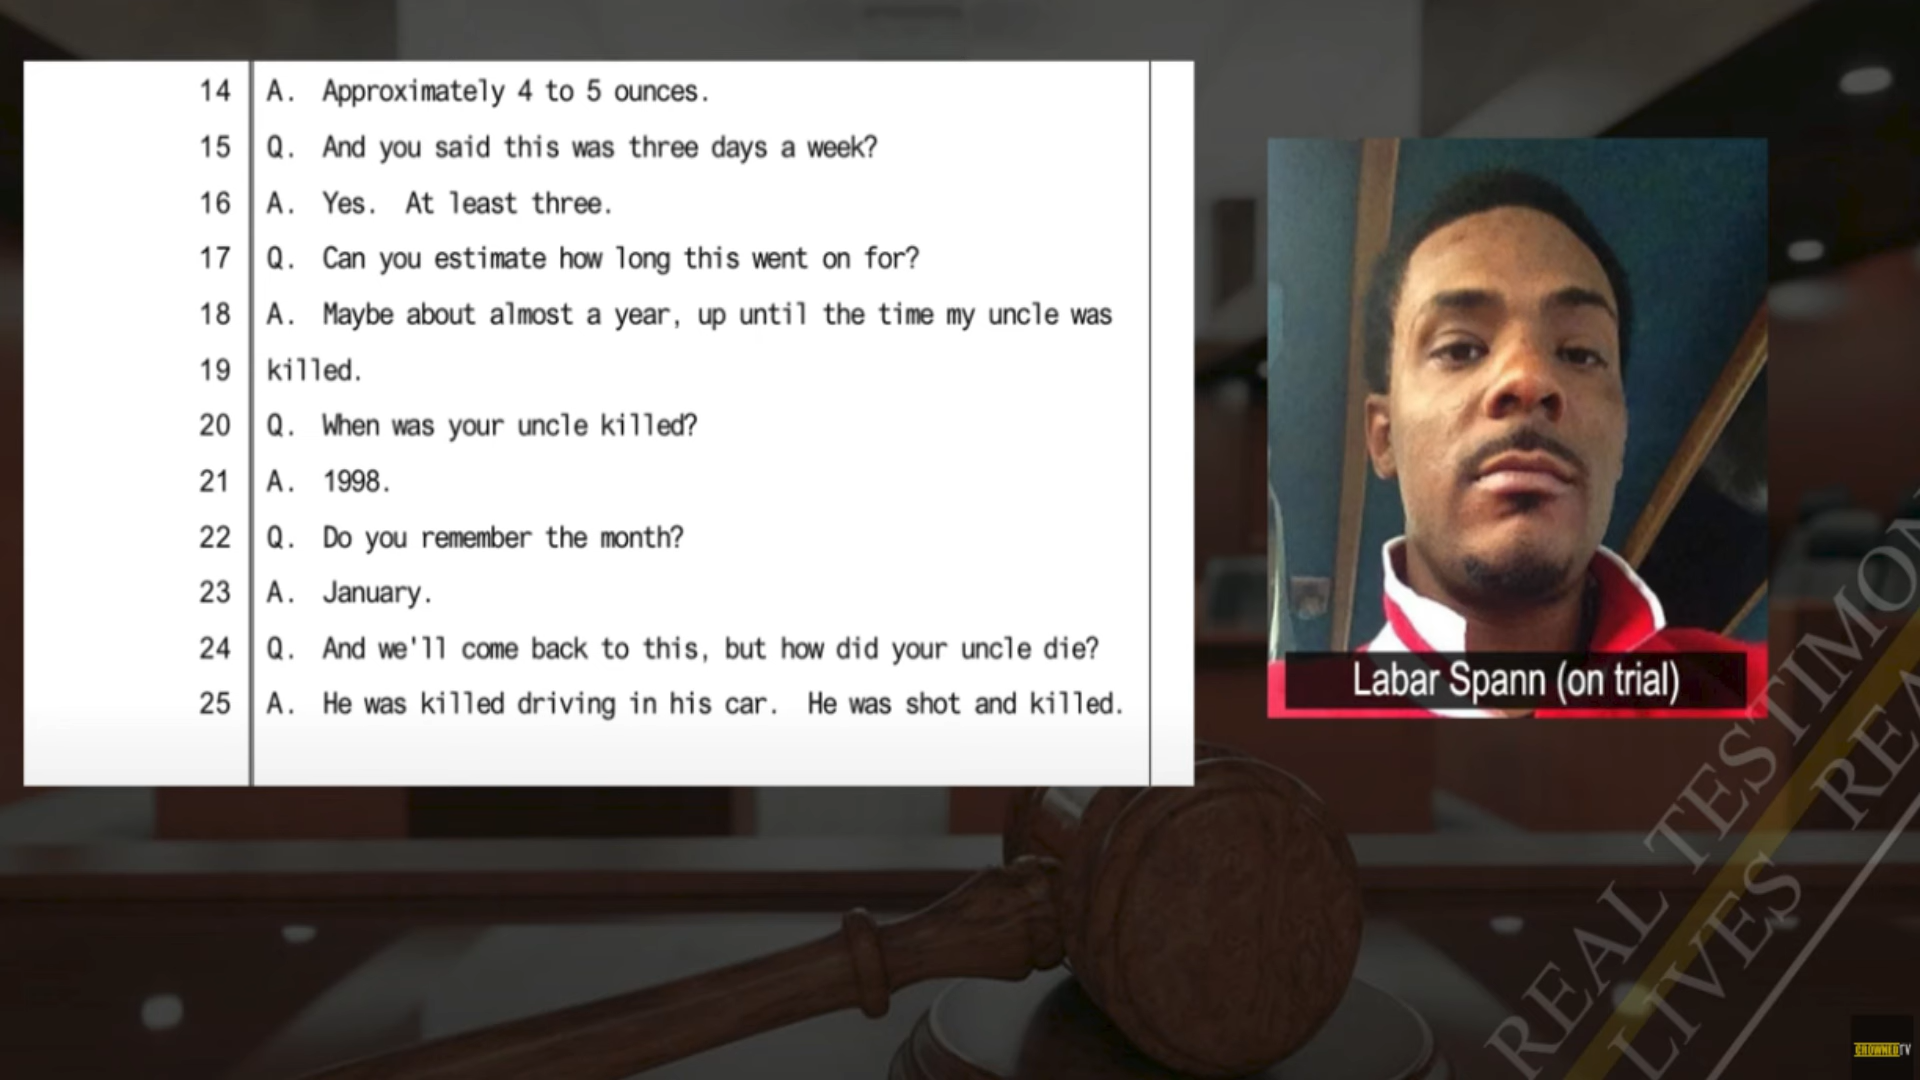 14 A. Approximately 4 to 5 ounces.
15 Q. And you said this was three days a week?
16 A. Yes. At least three.
17 Q. Can you estimate how long this went on for?
18 A. Maybe about almost a year, up until the time my uncle was
19 killed.
20 Q. When was your uncle killed?
21 A. 1998.
22 Q. Do you remember the month?
23 A. January.
24 Q. And we'll come back to this, but how did your uncle die?
25 A. He was killed driving in his car. He was shot and killed.
Labar Spann (on trial)
REAL TESTIMON
LIVES REA
CROWNED TV